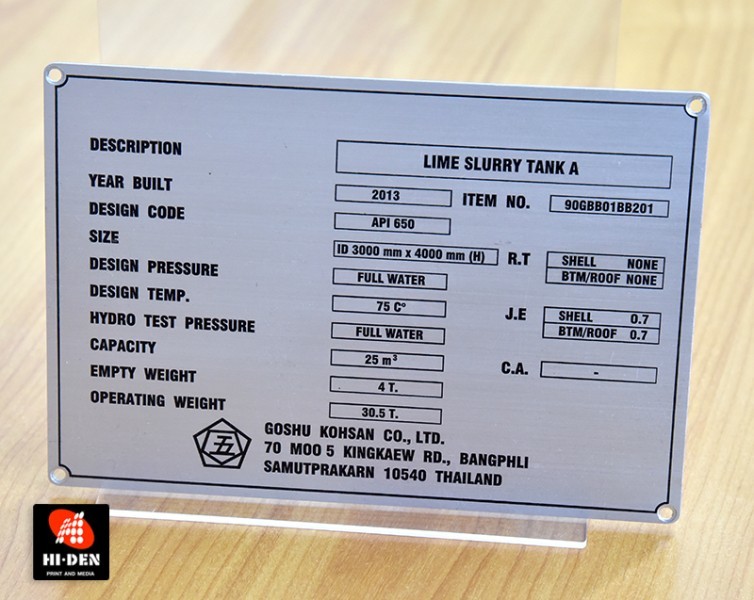 DESCRIPTION LIME SLURRY TANK A
YEAR BUILT 2013 ITEM NO. 90GBB01BB201
DESIGN CODE API 650
SIZE ID 3000 mm x 4000 mm (H) R.T SHELL NONE
BTM/ROOF NONE
DESIGN PRESSURE FULL WATER
DESIGN TEMP. 75 C° J.E SHELL 0.7
BTM/ROOF 0.7
HYDRO TEST PRESSURE FULL WATER
CAPACITY 25 m³ C.A. -
EMPTY WEIGHT 4 T.
OPERATING WEIGHT 30.5 T.
五
GOSHU KOHSAN CO., LTD.
70 MOO 5 KINGKAEW RD., BANGPHLI
SAMUTPRAKARN 10540 THAILAND
HI-DEN
PRINT AND MEDIA